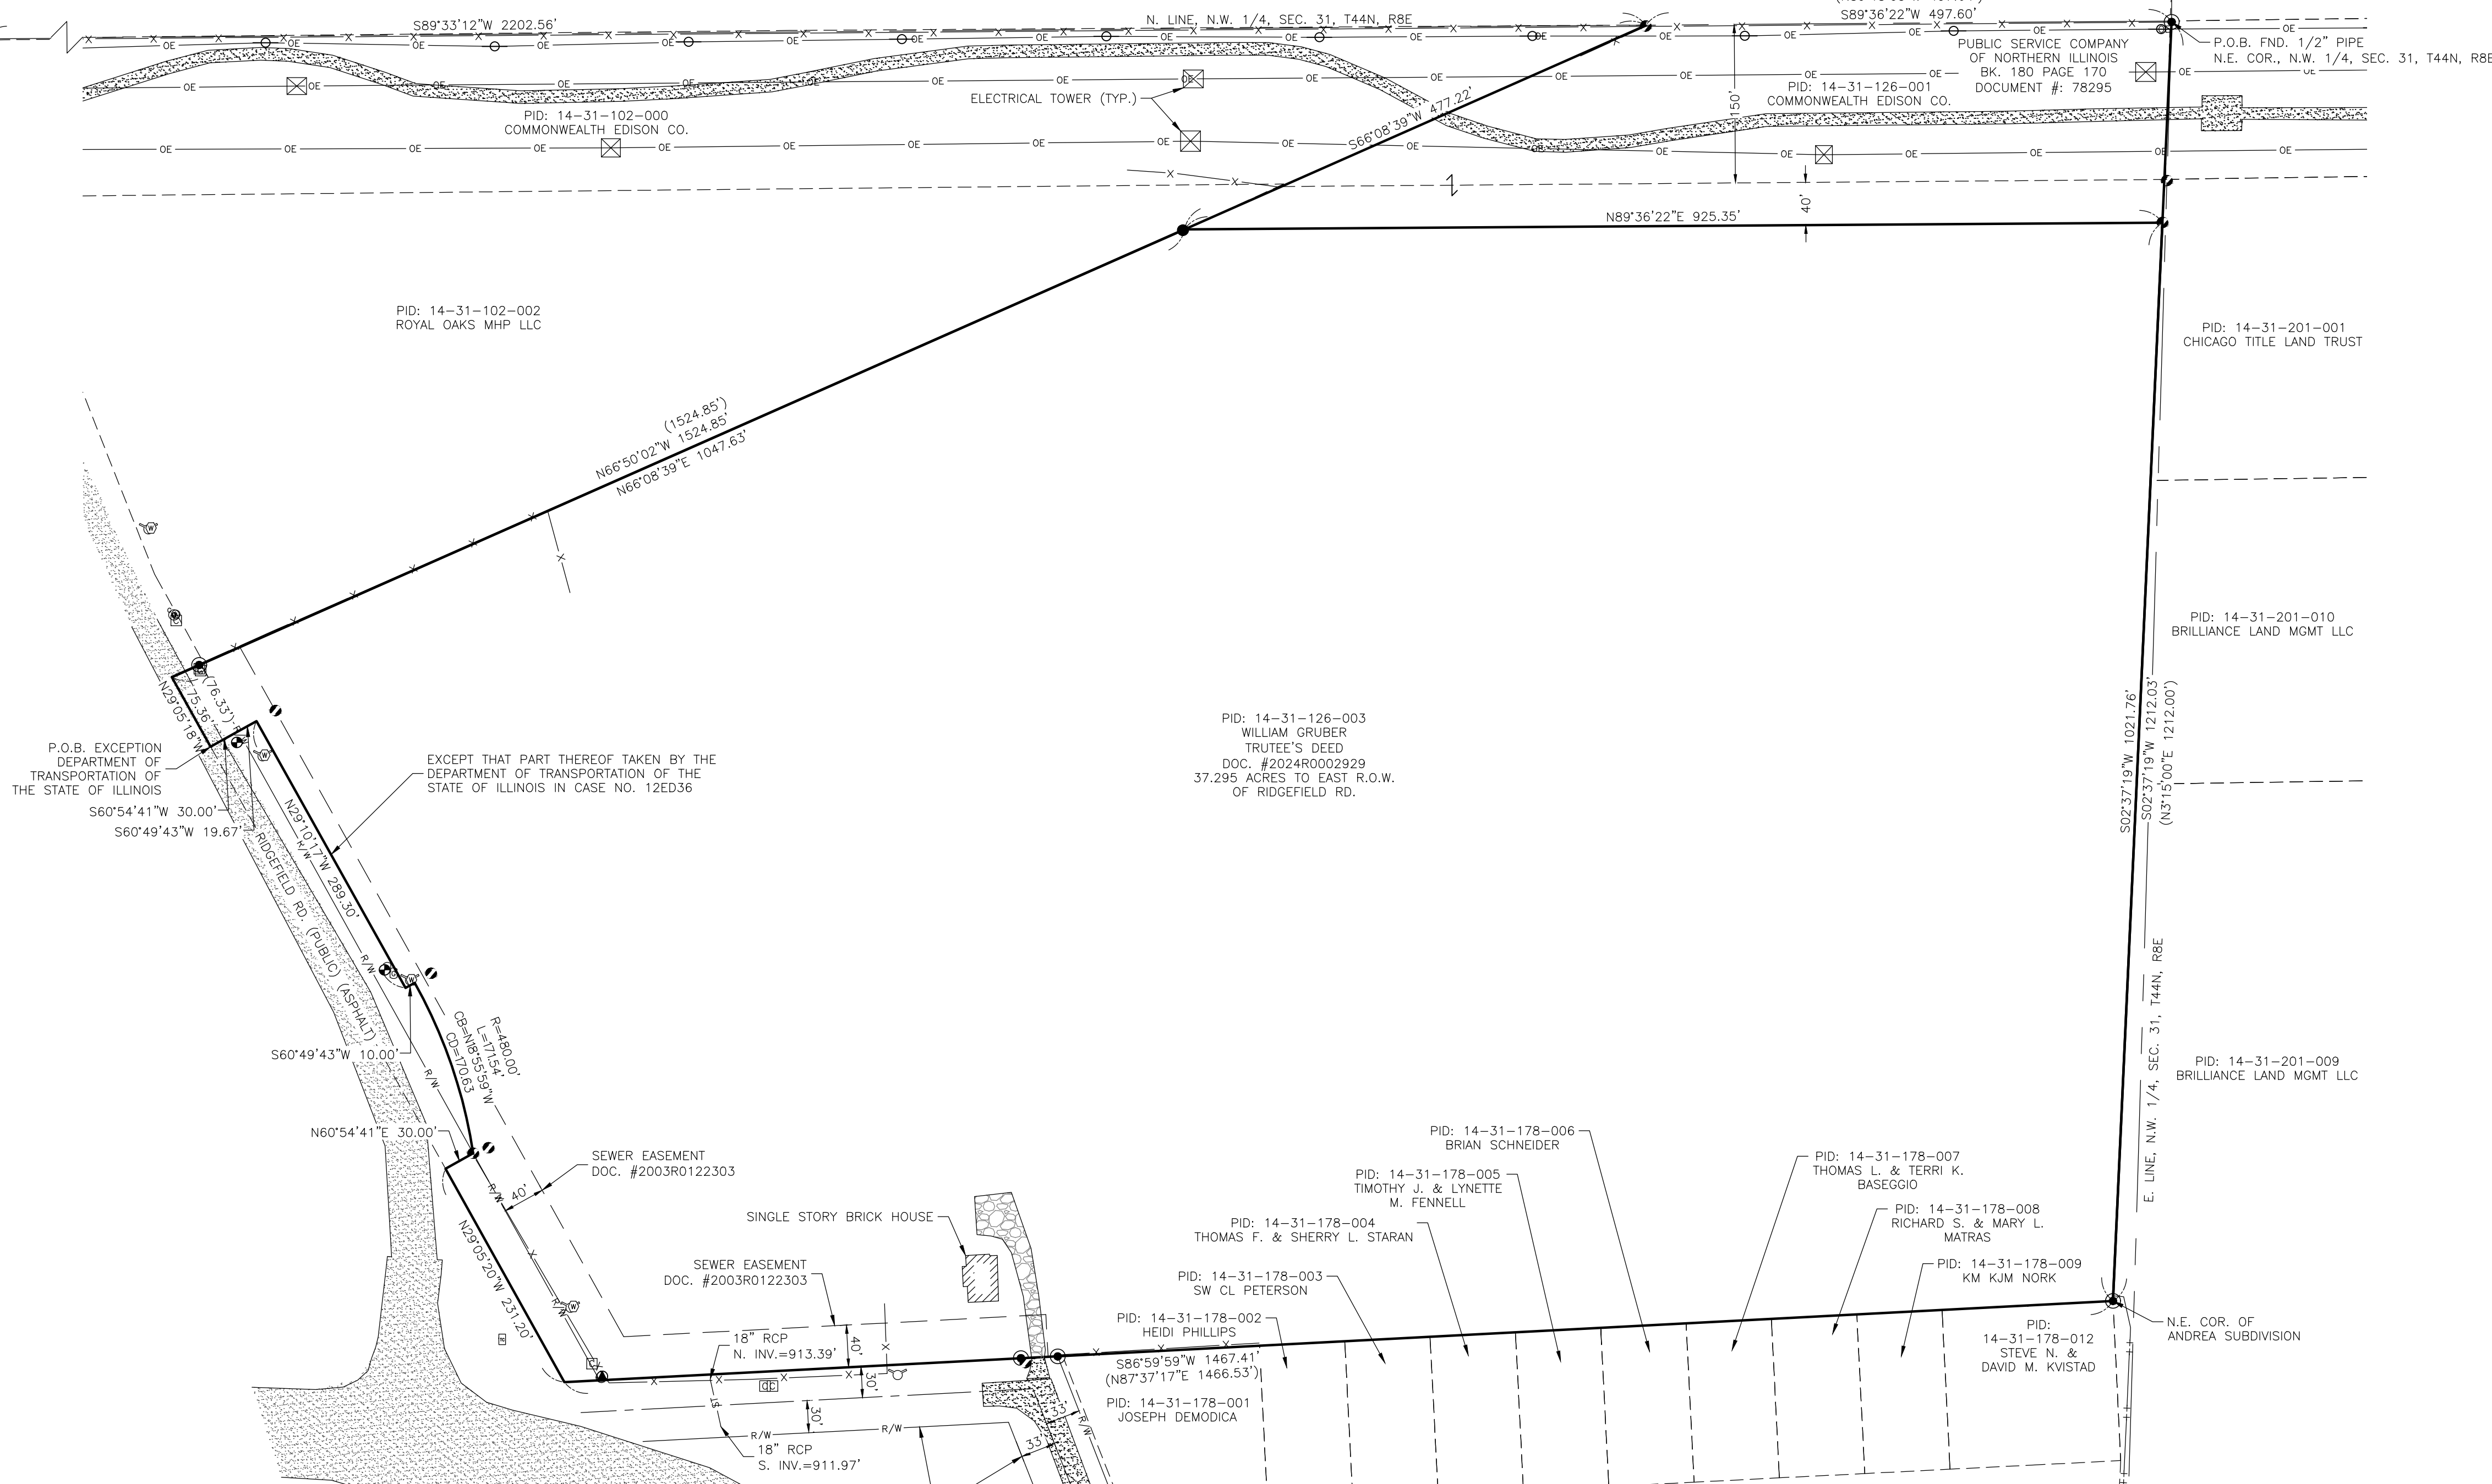 S89°33'12"W 2202.56'
N. LINE, N.W. 1/4, SEC. 31, T44N, R8E
S89°36'22"W 497.60'
PUBLIC SERVICE COMPANY
OF NORTHERN ILLINOIS
BK. 180 PAGE 170
DOCUMENT #: 78295
P.O.B. FND. 1/2" PIPE
N.E. COR., N.W. 1/4, SEC. 31, T44N, R8E
ELECTRICAL TOWER (TYP.)
PID: 14-31-126-001
COMMONWEALTH EDISON CO.
PID: 14-31-102-000
COMMONWEALTH EDISON CO.
150'
S66°08'39"W 477.22'
40'
N89°36'22"E 925.35'
PID: 14-31-102-002
ROYAL OAKS MHP LLC
PID: 14-31-201-001
CHICAGO TITLE LAND TRUST
(1524.85')
N66°50'02"W 1524.85'
N66°08'39"E 1047.63'
PID: 14-31-201-010
BRILLIANCE LAND MGMT LLC
(76.33')
75.36'
N29°05'18"W
S02°37'19"W 1021.76'
S02°37'19"W 1212.03'
(N3°15'00"E 1212.00')
PID: 14-31-126-003
WILLIAM GRUBER
TRUTEE'S DEED
DOC. #2024R0002929
37.295 ACRES TO EAST R.O.W.
OF RIDGEFIELD RD.
P.O.B. EXCEPTION
DEPARTMENT OF
TRANSPORTATION OF
THE STATE OF ILLINOIS
EXCEPT THAT PART THEREOF TAKEN BY THE
DEPARTMENT OF TRANSPORTATION OF THE
STATE OF ILLINOIS IN CASE NO. 12ED36
S60°54'41"W 30.00'
S60°49'43"W 19.67'
N29°10'17"W 289.30'
R/W
RIDGEFIELD RD. (PUBLIC) (ASPHALT)
R/W
S60°49'43"W 10.00'
R=480.00'
L=171.54'
CB=N18°55'59"W
CD=170.63
R/W
E. LINE, N.W. 1/4, SEC. 31, T44N, R8E
PID: 14-31-201-009
BRILLIANCE LAND MGMT LLC
N60°54'41"E 30.00'
R/W
40'
SEWER EASEMENT
DOC. #2003R0122303
N29°05'20"W 231.20'
R/W
SINGLE STORY BRICK HOUSE
SEWER EASEMENT
DOC. #2003R0122303
PID: 14-31-178-006
BRIAN SCHNEIDER
PID: 14-31-178-007
THOMAS L. & TERRI K.
BASEGGIO
PID: 14-31-178-005
TIMOTHY J. & LYNETTE
M. FENNELL
PID: 14-31-178-008
RICHARD S. & MARY L.
MATRAS
PID: 14-31-178-004
THOMAS F. & SHERRY L. STARAN
PID: 14-31-178-009
KM KJM NORK
PID: 14-31-178-003
SW CL PETERSON
PID: 14-31-178-002
HEIDI PHILLIPS
PID:
14-31-178-012
STEVE N. &
DAVID M. KVISTAD
N.E. COR. OF
ANDREA SUBDIVISION
18" RCP
N. INV.=913.39'
40'
S86°59'59"W 1467.41'
(N87°37'17"E 1466.53')
30'
PID: 14-31-178-001
JOSEPH DEMODICA
ST
30'
33'
R/W
R/W
R/W
33'
18" RCP
S. INV.=911.97'